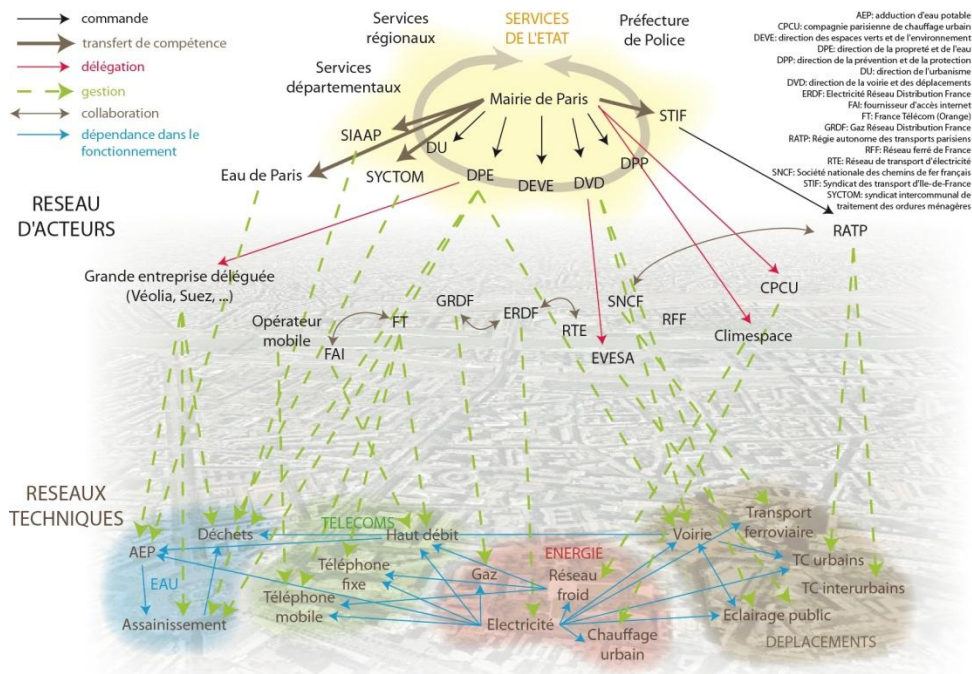 commande
transfert de compétence
délégation
gestion
collaboration
dépendance dans le
fonctionnement
Services
régionaux
SERVICES
DE L'ETAT
Préfecture
de Police
Services
départementaux
AEP: adduction d'eau potable
CPCU: compagnie parisienne de chauffage urbain
DEVE: direction des espaces verts et de l'environnement
DPE: direction de la propreté et de l'eau
DPP: direction de la prévention et de la protection
DU: direction de l'urbanisme
DVD: direction de la voirie et des déplacements
ERDF: Electricité Réseau Distribution France
FAI: fournisseur d'accès internet
FT: France Télécom (Orange)
GRDF: Gaz Réseau Distribution France
RATP: Régie autonome des transports parisiens
RFF: Réseau ferré de France
RTE: Réseau de transport d'électricité
SNCF: Société nationale des chemins de fer français
STIF: Syndicat des transport d'Ile-de-France
SYCTOM: syndicat intercommunal de
traitement des ordures ménagères
Mairie de Paris
STIF
SIAAP
DU
DPP
Eau de Paris
SYCTOM
DPE
DEVE
DVD
RESEAU
D'ACTEURS
RATP
Grande entreprise déléguée
(Véolia, Suez, ...)
CPCU
GRDF
SNCF
Opérateur
mobile
FT
ERDF
RTE
RFF
Climespace
FAI
EVESA
RESEAUX
TECHNIQUES
TELECOMS
Transport
ferroviaire
Déchets
Haut débit
Voirie
AEP
ENERGIE
TC urbains
EAU
Téléphone
fixe
Gaz
Réseau
froid
TC interurbains
Téléphone
mobile
Assainissement
Electricité
Eclairage public
Chauffage
urbain
DEPLACEMENTS